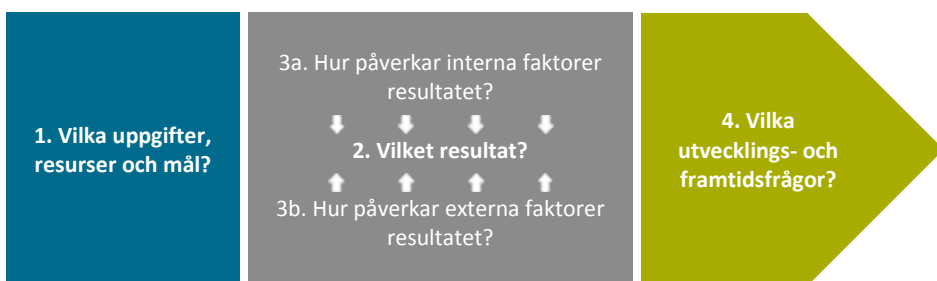 1. Vilka uppgifter,
resurser och mål?
3a. Hur påverkar interna faktorer
resultatet?
2. Vilket resultat?
3b. Hur påverkar externa faktorer
resultatet?
4. Vilka
utvecklings- och
framtidsfrågor?